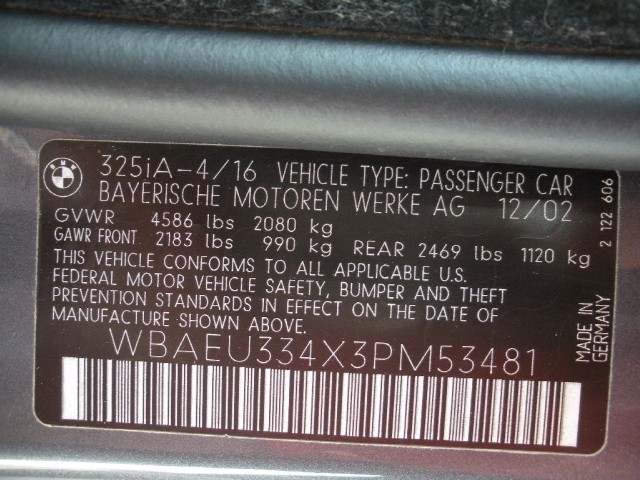 BMW
325iA-4/16 VEHICLE TYPE: PASSENGER CAR
BAYERISCHE MOTOREN WERKE AG 12/02
GVWR 4586 lbs 2080 kg
GAWR FRONT 2183 lbs 990 kg REAR 2469 lbs 1120 kg
THIS VEHICLE CONFORMS TO ALL APPLICABLE U.S.
FEDERAL MOTOR VEHICLE SAFETY, BUMPER AND THEFT
PREVENTION STANDARDS IN EFFECT ON THE DATE OF
MANUFACTURE SHOWN ABOVE
WBAEU334X3PM53481
2 122 606
MADE IN
GERMANY